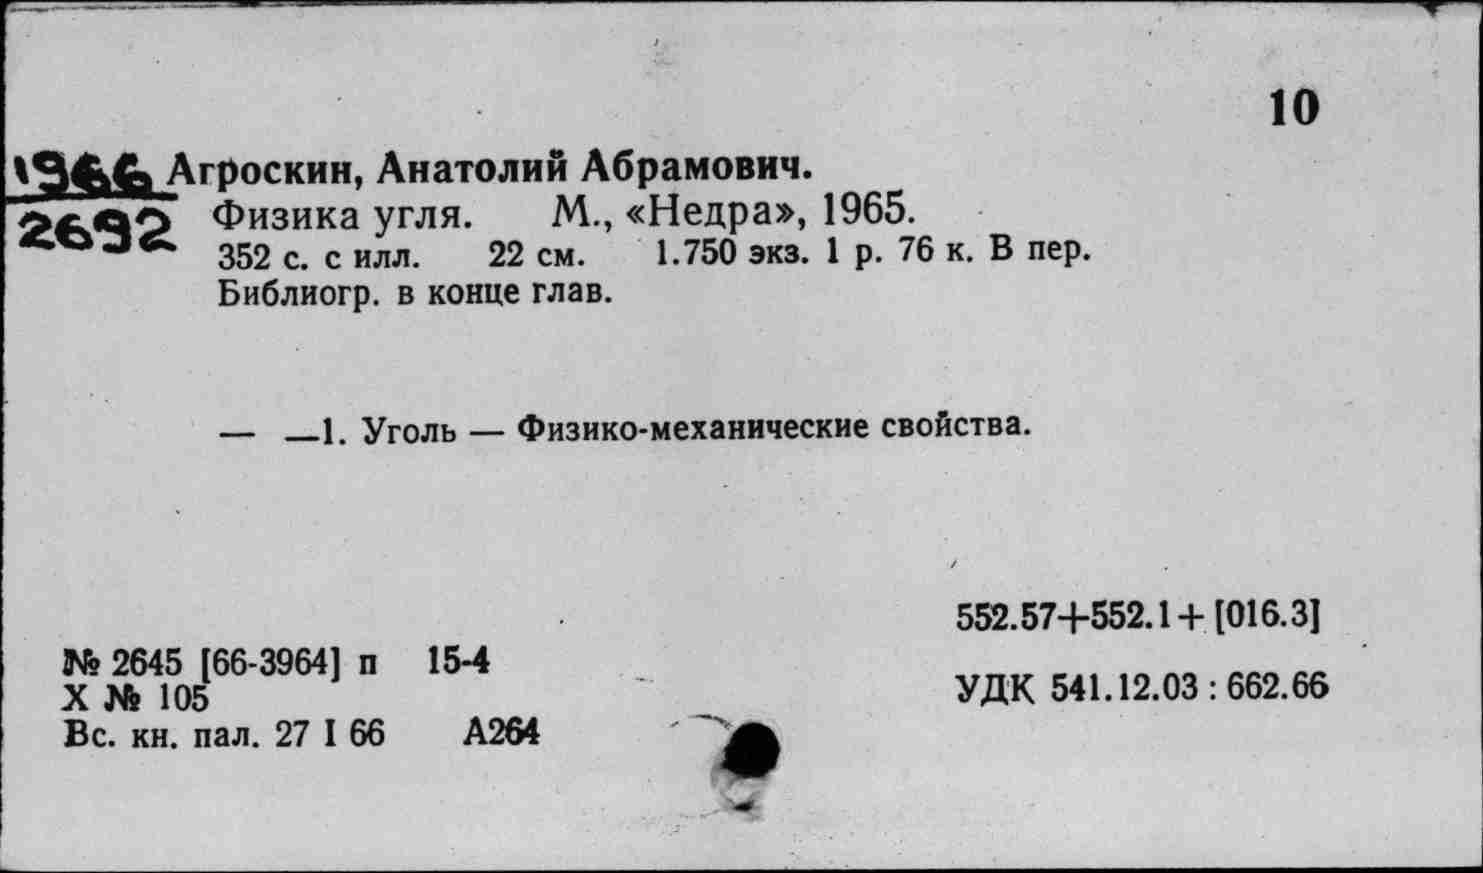 10
1966 Агроскин, Анатолий Абрамович.
2692 Физика угля. М., «Недра», 1965.
352 с. с илл. 22 см. 1.750 экз. 1 р. 76 к. В пер.
Библиогр. в конце глав.
— —1. Уголь — Физико-механические свойства.
552.57+552.1+[016.3]
№ 2645 [66-3964] п 15-4
УДК 541.12.03 : 662.66
X № 105
Вс. кн. пал. 27 I 66 А264